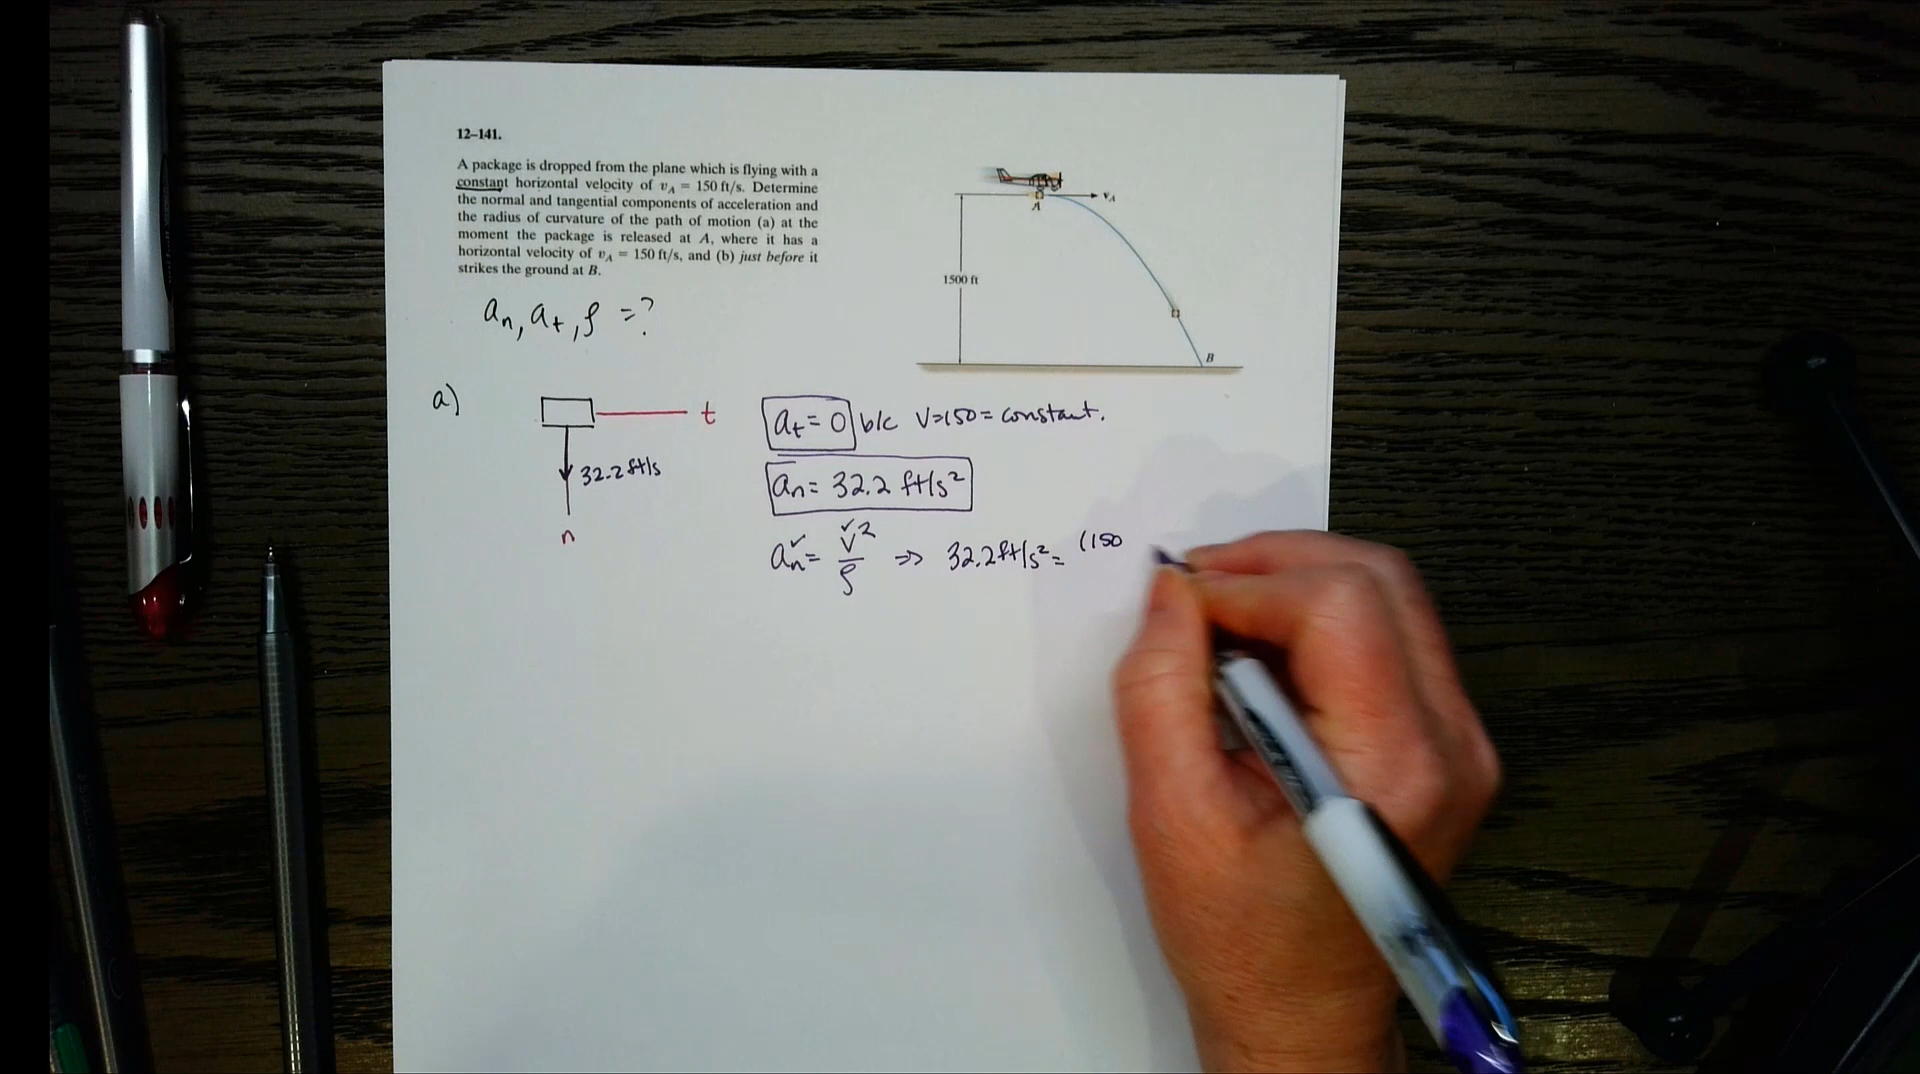 12–141.
A package is dropped from the plane which is flying with a
constant horizontal velocity of vA = 150 ft/s. Determine
the normal and tangential components of acceleration and
the radius of curvature of the path of motion (a) at the
moment the package is released at A, where it has a
horizontal velocity of vA = 150 ft/s, and (b) just before it
strikes the ground at B.
vA
A
1500 ft
B
an, at, ρ =?
a)
t
32.2 ft/s
n
at = 0 b/c V=150 = constant.
an = 32.2 ft/s²
an = V²/ρ ⇒ 32.2 ft/s² = (150